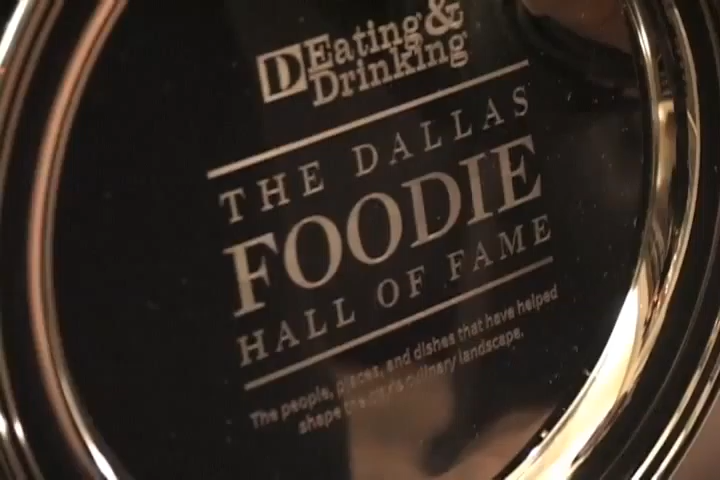 D Eating &
Drinking
THE DALLAS
FOODIE
HALL OF FAME
The people, places, and dishes that have helped
shape the city's culinary landscape.